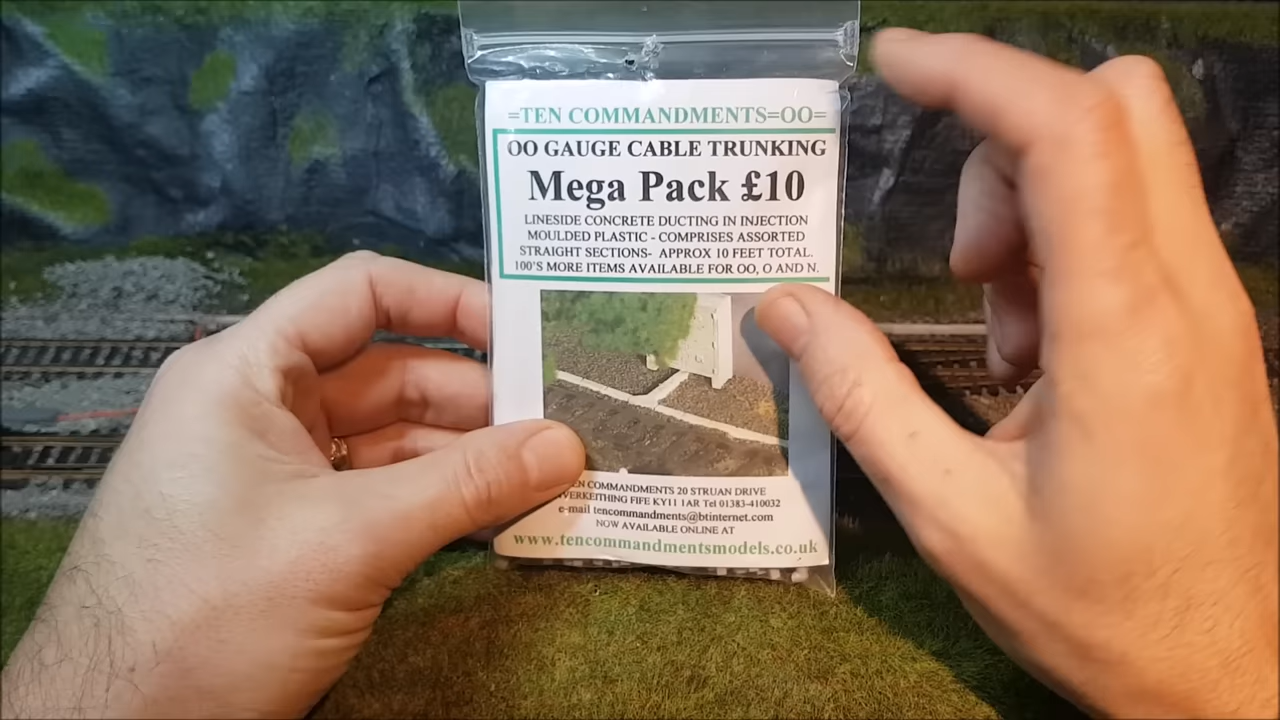 =TEN COMMANDMENTS=OO=
OO GAUGE CABLE TRUNKING
Mega Pack £10
LINESIDE CONCRETE DUCTING IN INJECTION
MOULDED PLASTIC - COMPRISES ASSORTED
STRAIGHT SECTIONS- APPROX 10 FEET TOTAL.
100'S MORE ITEMS AVAILABLE FOR OO, O AND N.
COMMANDMENTS 20 STRUAN DRIVE
FIFE KY11 1AR Tel 01383-410032
e-mail tencommandments@btinternet.com
NOW AVAILABLE ONLINE AT
www.tencommandmentsmodels.co.uk